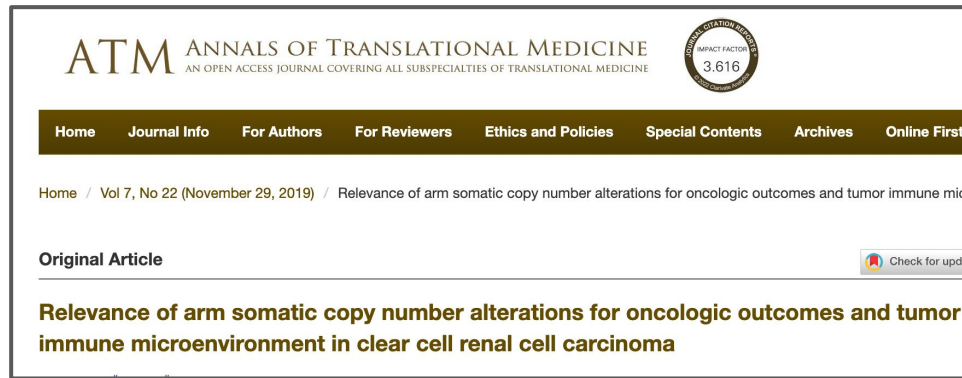 ATM ANNALS OF TRANSLATIONAL MEDICINE
AN OPEN ACCESS JOURNAL COVERING ALL SUBSPECIALTIES OF TRANSLATIONAL MEDICINE
JOURNAL CITATION REPORTS
IMPACT FACTOR
3.616
© 2022 Clarivate Analytics
Home Journal Info For Authors For Reviewers Ethics and Policies Special Contents Archives Online First
Home / Vol 7, No 22 (November 29, 2019) / Relevance of arm somatic copy number alterations for oncologic outcomes and tumor immune mic
Original Article
Check for upd
Relevance of arm somatic copy number alterations for oncologic outcomes and tumor
immune microenvironment in clear cell renal cell carcinoma